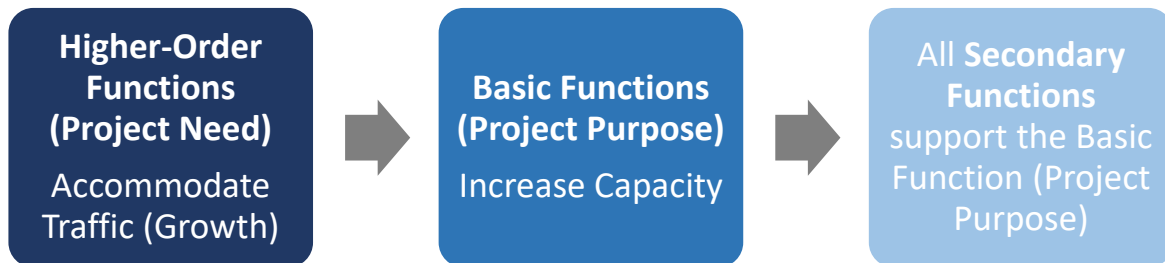 Higher-Order
Functions
(Project Need)
Accommodate
Traffic (Growth)
Basic Functions
(Project Purpose)
Increase Capacity
All Secondary
Functions
support the Basic
Function (Project
Purpose)